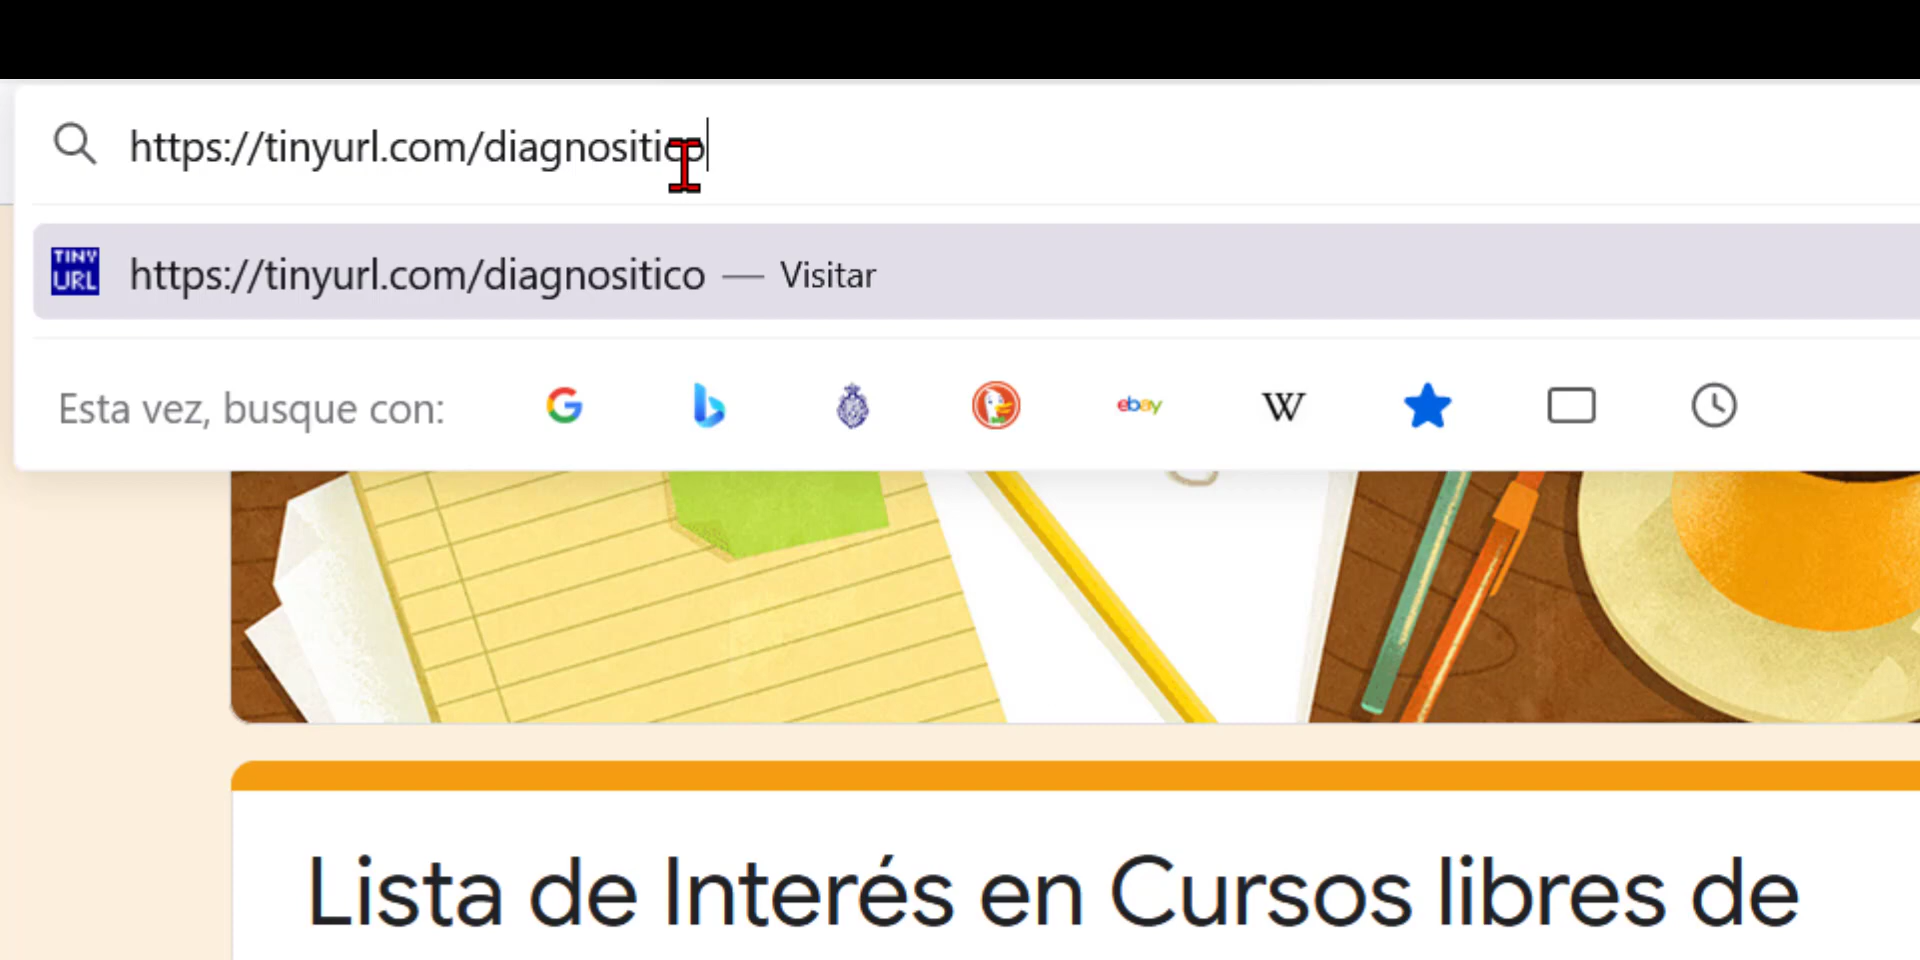 https://tinyurl.com/diagnositico
TINY
URL
https://tinyurl.com/diagnositico — Visitar
Esta vez, busque con:
ebay
W
Lista de Interés en Cursos libres de